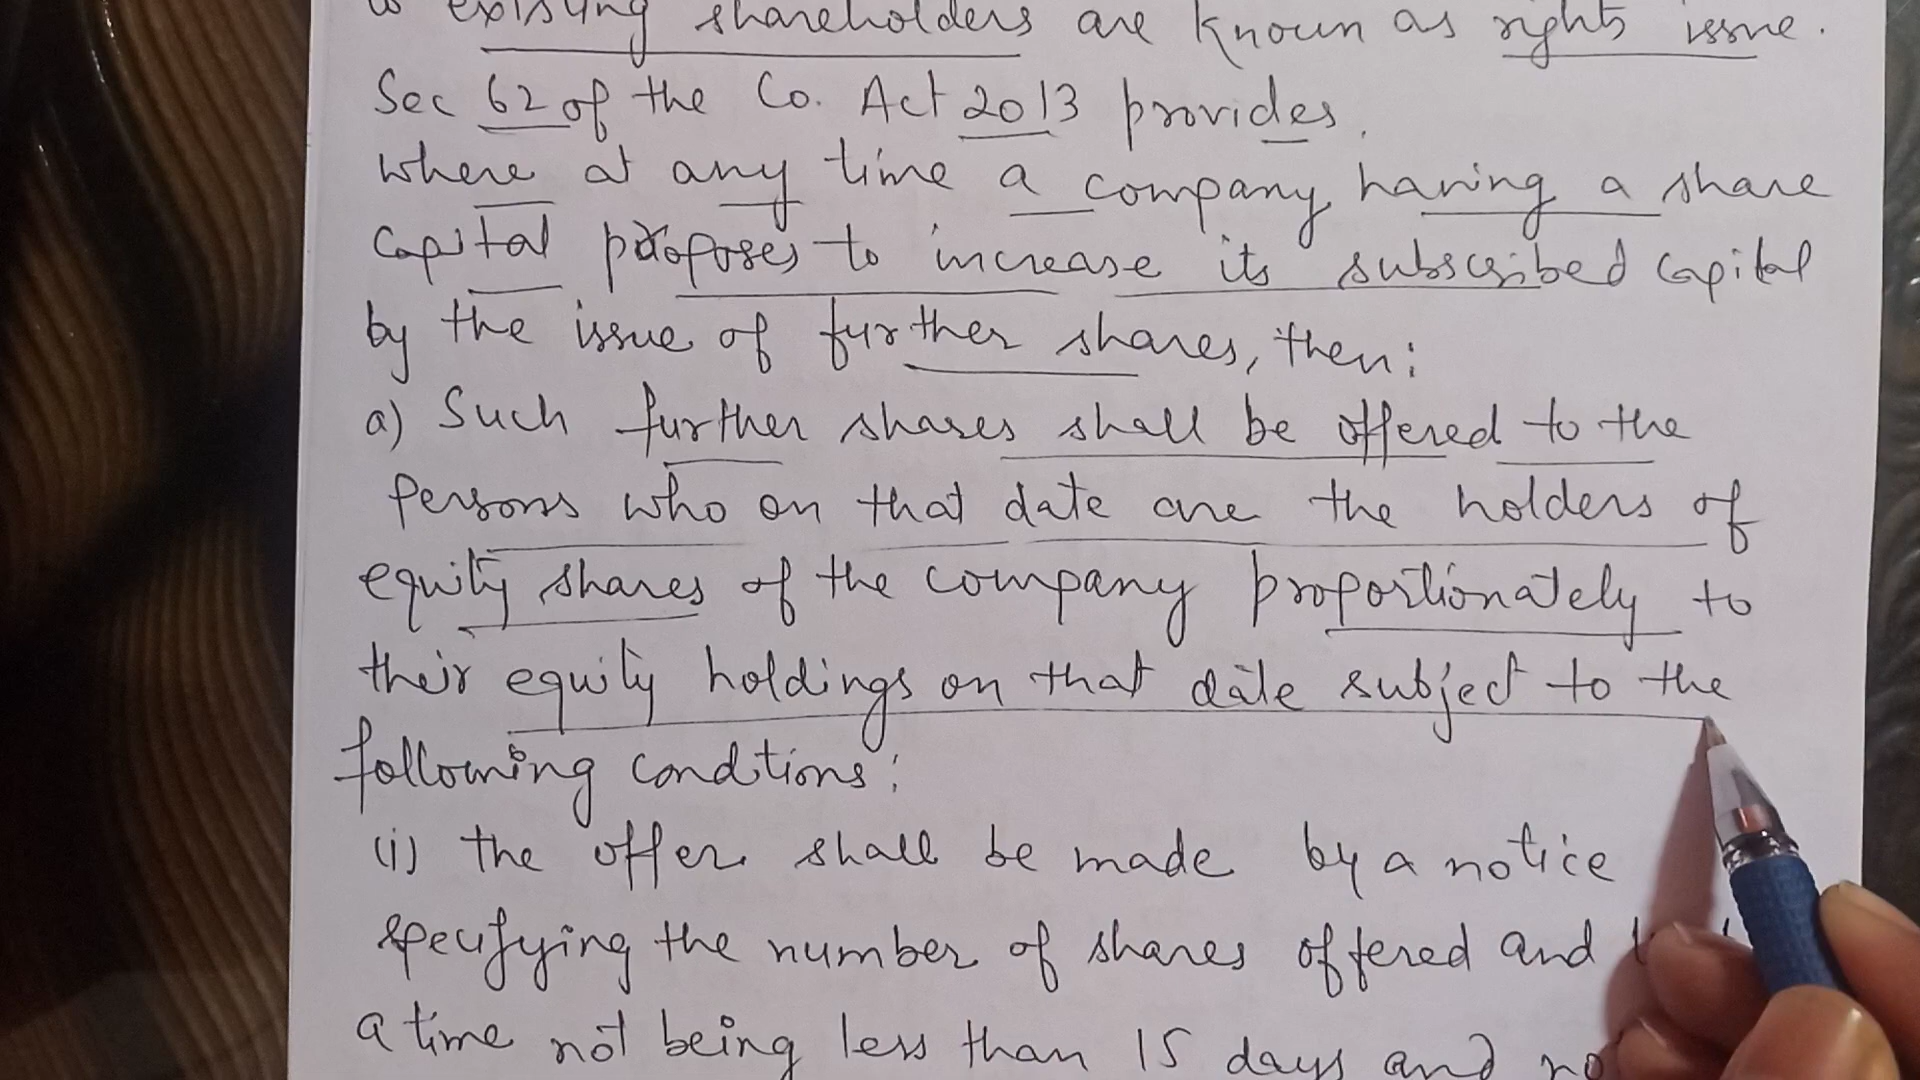 to existing shareholders are known as rights issue.
Sec 62 of the Co. Act 2013 provides,
where at any time a company having a share
capital proposes to increase its subscribed capital
by the issue of further shares, then:
a) Such further shares shall be offered to the
persons who on that date are the holders of
equity shares of the company proportionately to
their equity holdings on that date subject to the
following condtions:
(i) the offer shall be made by a notice
specifying the number of shares offered and
a time not being less than 15 days and